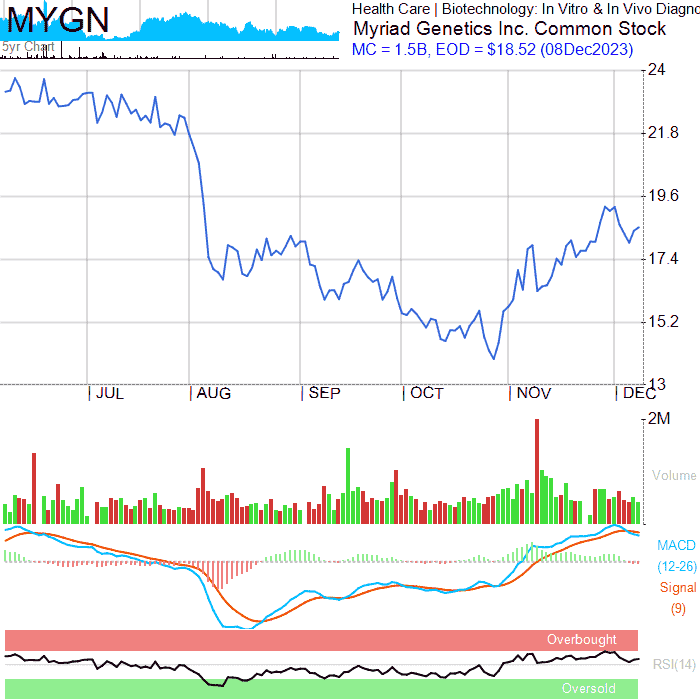 MYGN
5yr Chart
Health Care | Biotechnology: In Vitro & In Vivo Diagno
Myriad Genetics Inc. Common Stock
MC = 1.5B, EOD = $18.52 (08Dec2023)
24
21.8
19.6
17.4
15.2
13
JUL AUG SEP OCT NOV DEC
2M
Volume
MACD
(12-26)
Signal
(9)
Overbought
RSI(14)
Oversold